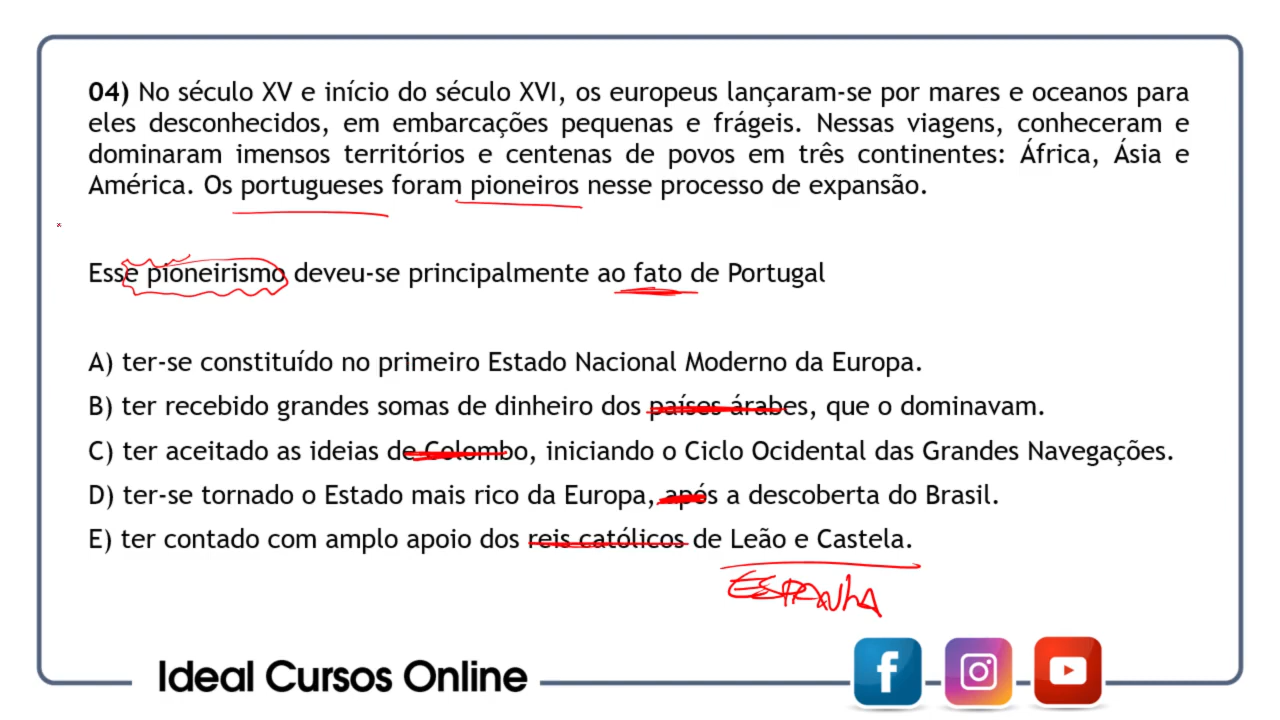 04) No século XV e início do século XVI, os europeus lançaram-se por mares e oceanos para
eles desconhecidos, em embarcações pequenas e frágeis. Nessas viagens, conheceram e
dominaram imensos territórios e centenas de povos em três continentes: África, Ásia e
América. Os portugueses foram pioneiros nesse processo de expansão.
Esse pioneirismo deveu-se principalmente ao fato de Portugal
A) ter-se constituído no primeiro Estado Nacional Moderno da Europa.
B) ter recebido grandes somas de dinheiro dos países árabes, que o dominavam.
C) ter aceitado as ideias de Colombo, iniciando o Ciclo Ocidental das Grandes Navegações.
D) ter-se tornado o Estado mais rico da Europa, após a descoberta do Brasil.
E) ter contado com amplo apoio dos reis católicos de Leão e Castela.
ESPANhA
Ideal Cursos Online